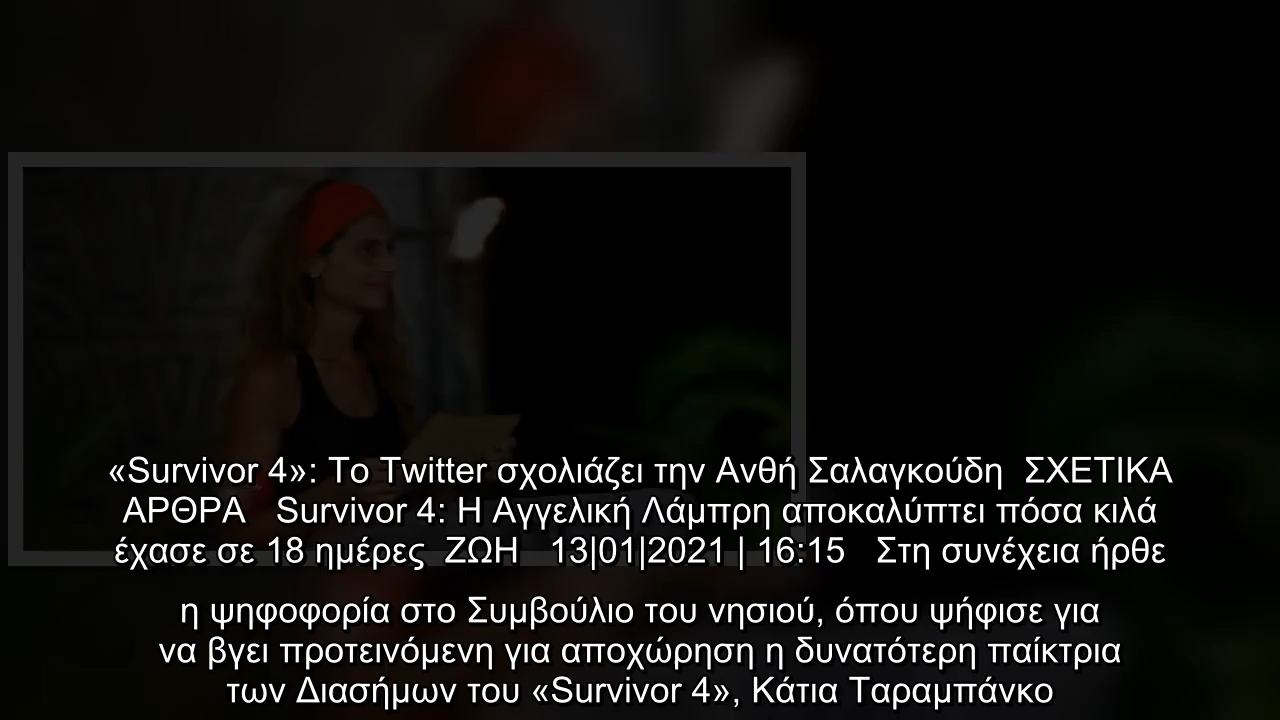 «Survivor 4»: Το Twitter σχολιάζει την Ανθή Σαλαγκούδη  ΣΧΕΤΙΚΑ
ΑΡΘΡΑ   Survivor 4: Η Αγγελική Λάμπρη αποκαλύπτει πόσα κιλά
έχασε σε 18 ημέρες  ΖΩΗ   13|01|2021 | 16:15   Στη συνέχεια ήρθε
η ψηφοφορία στο Συμβούλιο του νησιού, όπου ψήφισε για
να βγει προτεινόμενη για αποχώρηση η δυνατότερη παίκτρια
των Διασήμων του «Survivor 4», Κάτια Ταραμπάνκο